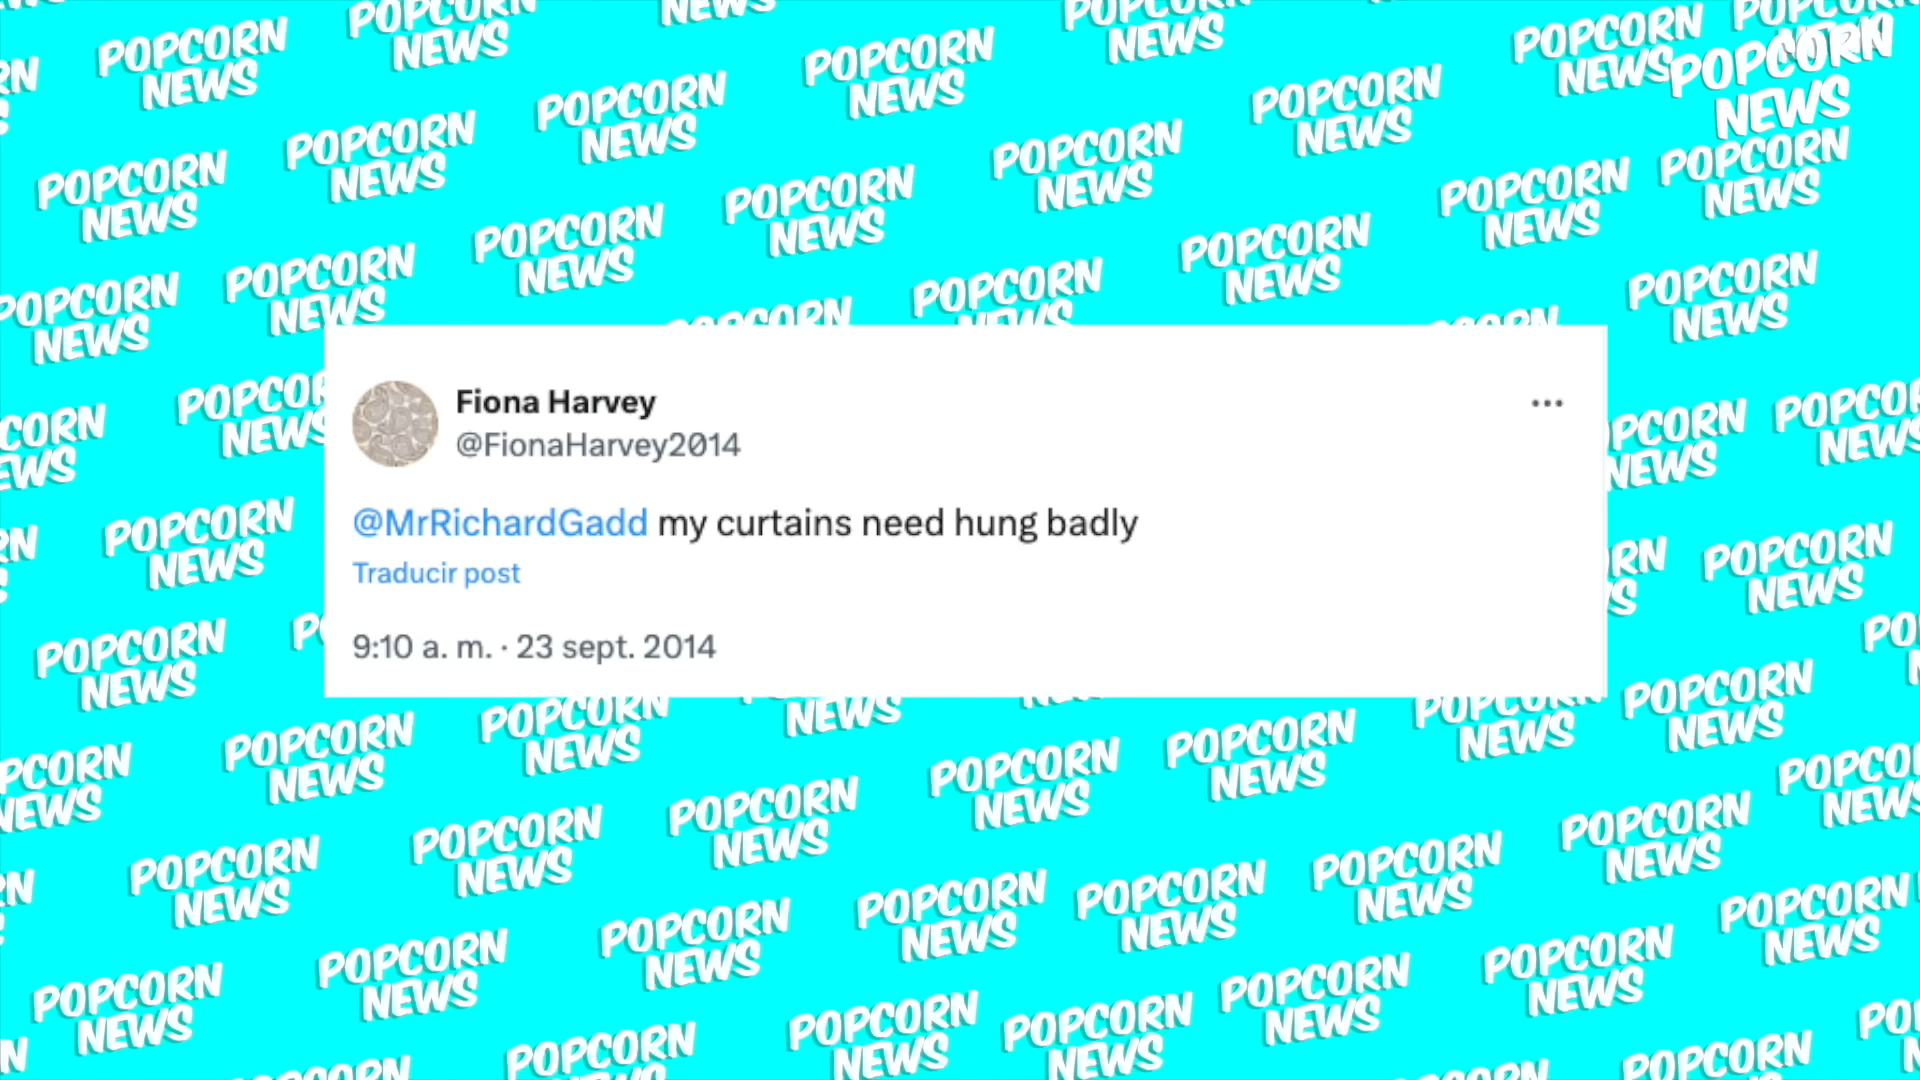 POPCORN
NEWS
Fiona Harvey
@FionaHarvey2014
@MrRichardGadd my curtains need hung badly
Traducir post
9:10 a. m. · 23 sept. 2014